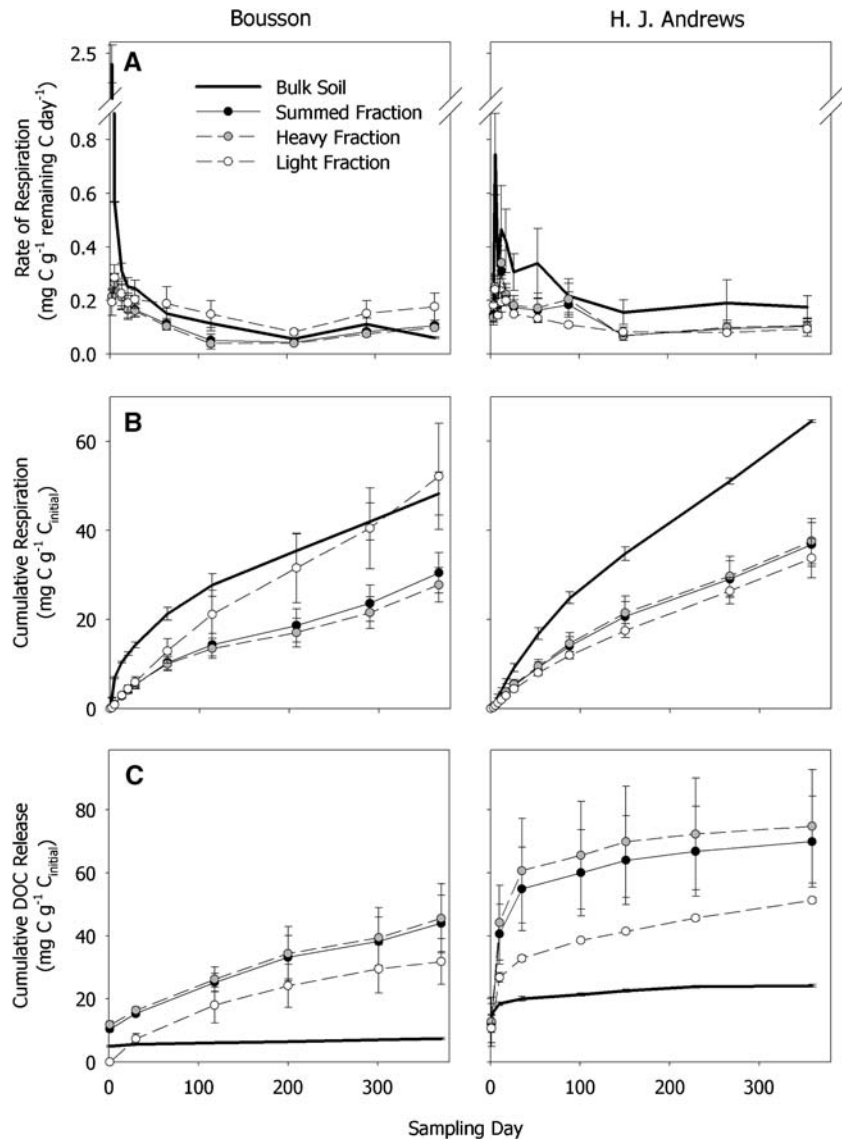 Bousson
H. J. Andrews
A
Bulk Soil
Summed Fraction
Heavy Fraction
Light Fraction
Rate of Respiration
(mg C g⁻¹ remaining C day⁻¹)
2.5
0.8
0.6
0.4
0.2
0.0
B
Cumulative Respiration
(mg C g⁻¹ C_initial)
60
40
20
0
C
Cumulative DOC Release
(mg C g⁻¹ C_initial)
80
60
40
20
0
0 100 200 300
0 100 200 300
Sampling Day